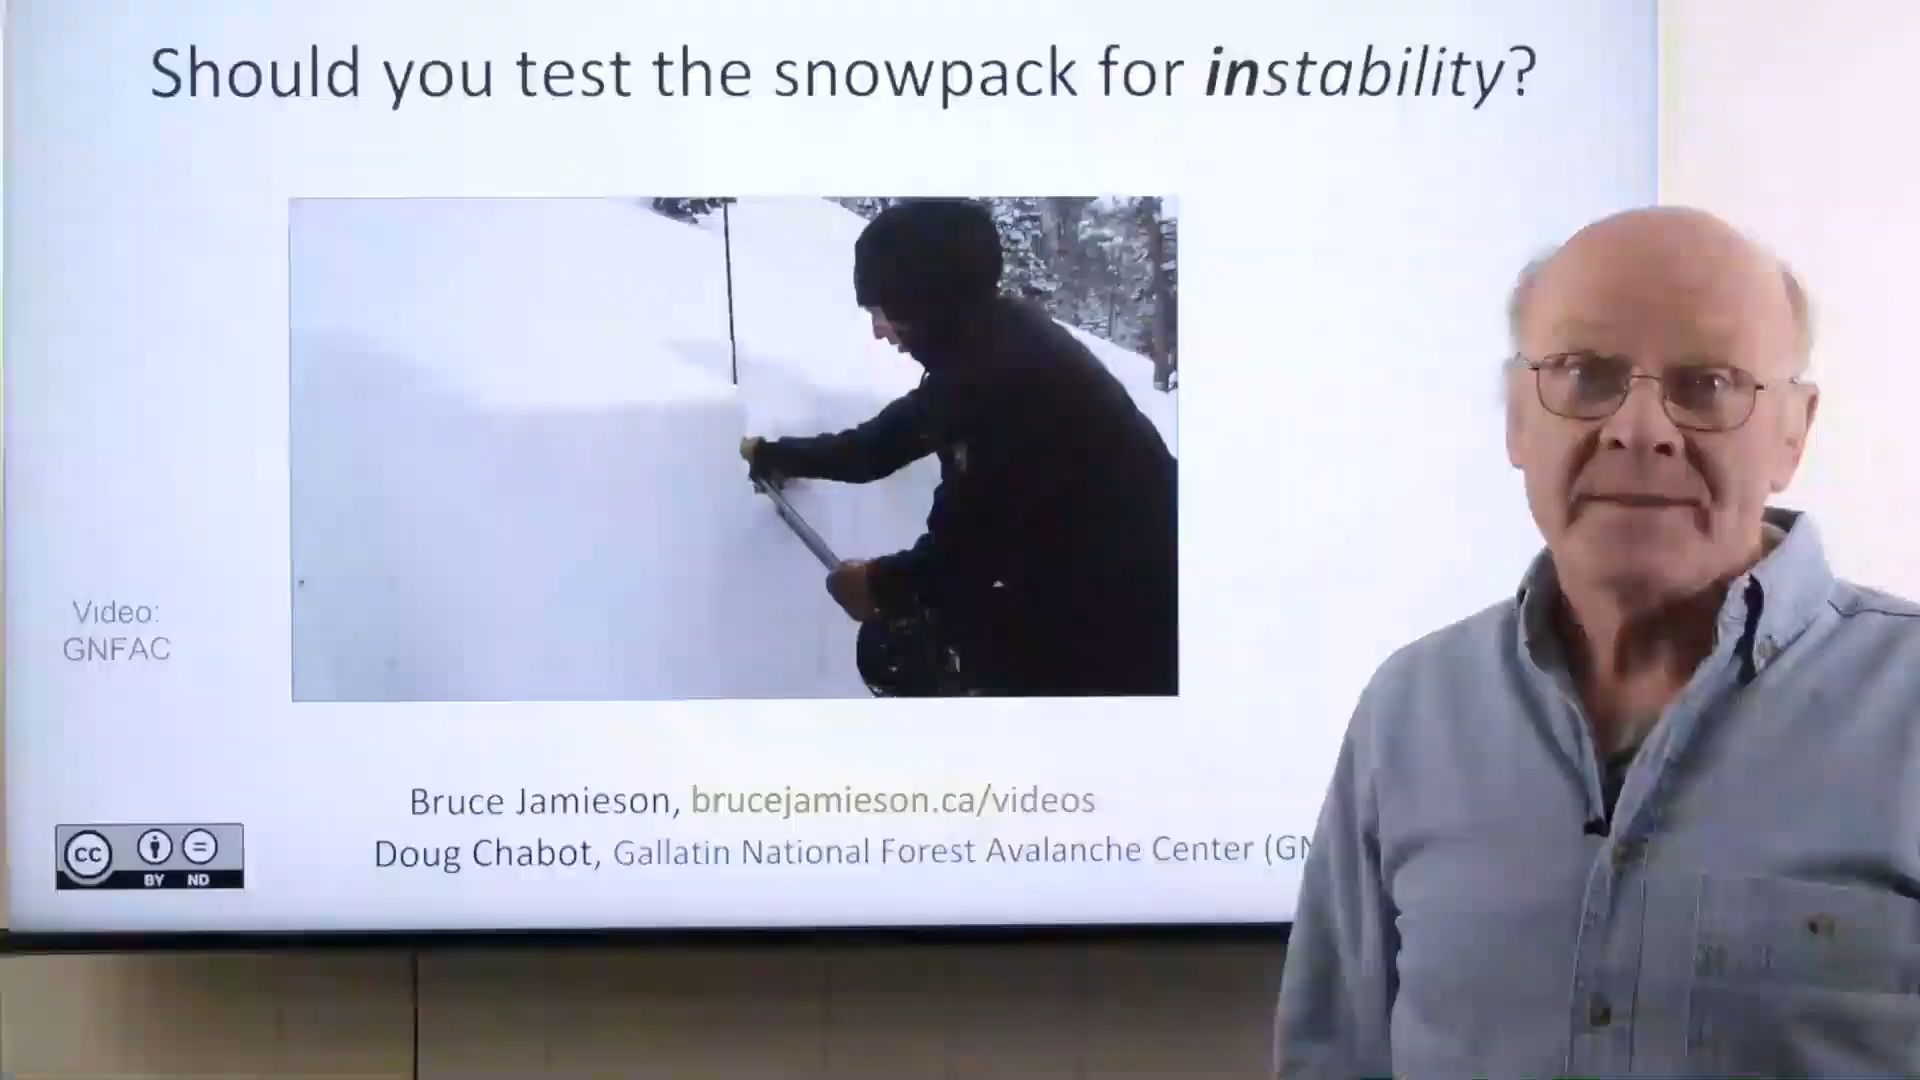 Should you test the snowpack for instability?
Video:
GNFAC
Bruce Jamieson, brucejamieson.ca/videos
Doug Chabot, Gallatin National Forest Avalanche Center (GN
CC BY ND